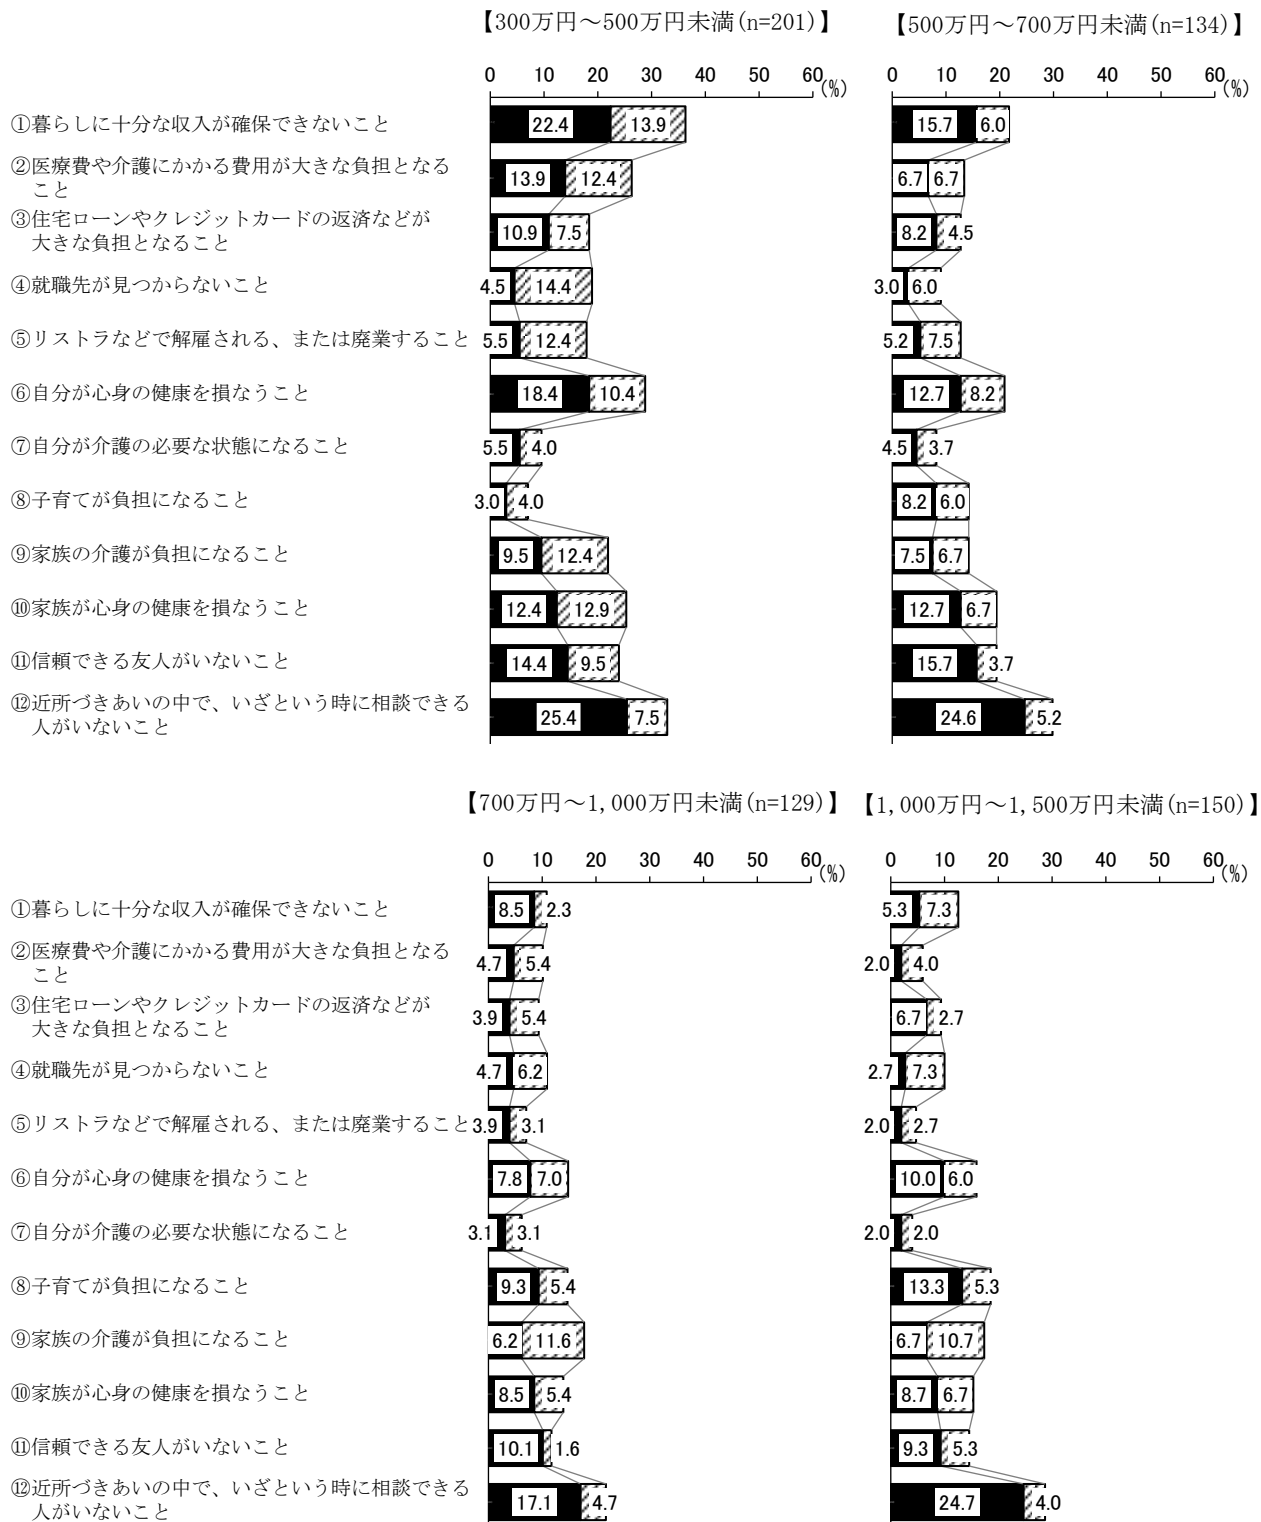 【300万円～500万円未満(n=201)】 【500万円～700万円未満(n=134)】
0 10 20 30 40 50 60 (%) 0 10 20 30 40 50 60 (%)
①暮らしに十分な収入が確保できないこと 22.4 13.9 15.7 6.0
②医療費や介護にかかる費用が大きな負担となる
こと 13.9 12.4 6.7 6.7
③住宅ローンやクレジットカードの返済などが
大きな負担となること 10.9 7.5 8.2 4.5
④就職先が見つからないこと 4.5 14.4 3.0 6.0
⑤リストラなどで解雇される、または廃業すること 5.5 12.4 5.2 7.5
⑥自分が心身の健康を損なうこと 18.4 10.4 12.7 8.2
⑦自分が介護の必要な状態になること 5.5 4.0 4.5 3.7
⑧子育てが負担になること 3.0 4.0 8.2 6.0
⑨家族の介護が負担になること 9.5 12.4 7.5 6.7
⑩家族が心身の健康を損なうこと 12.4 12.9 12.7 6.7
⑪信頼できる友人がいないこと 14.4 9.5 15.7 3.7
⑫近所づきあいの中で、いざという時に相談できる
人がいないこと 25.4 7.5 24.6 5.2
【700万円～1,000万円未満(n=129)】 【1,000万円～1,500万円未満(n=150)】
0 10 20 30 40 50 60 (%) 0 10 20 30 40 50 60 (%)
①暮らしに十分な収入が確保できないこと 8.5 2.3 5.3 7.3
②医療費や介護にかかる費用が大きな負担となる
こと 4.7 5.4 2.0 4.0
③住宅ローンやクレジットカードの返済などが
大きな負担となること 3.9 5.4 6.7 2.7
④就職先が見つからないこと 4.7 6.2 2.7 7.3
⑤リストラなどで解雇される、または廃業すること 3.9 3.1 2.0 2.7
⑥自分が心身の健康を損なうこと 7.8 7.0 10.0 6.0
⑦自分が介護の必要な状態になること 3.1 3.1 2.0 2.0
⑧子育てが負担になること 9.3 5.4 13.3 5.3
⑨家族の介護が負担になること 6.2 11.6 6.7 10.7
⑩家族が心身の健康を損なうこと 8.5 5.4 8.7 6.7
⑪信頼できる友人がいないこと 10.1 1.6 9.3 5.3
⑫近所づきあいの中で、いざという時に相談できる
人がいないこと 17.1 4.7 24.7 4.0